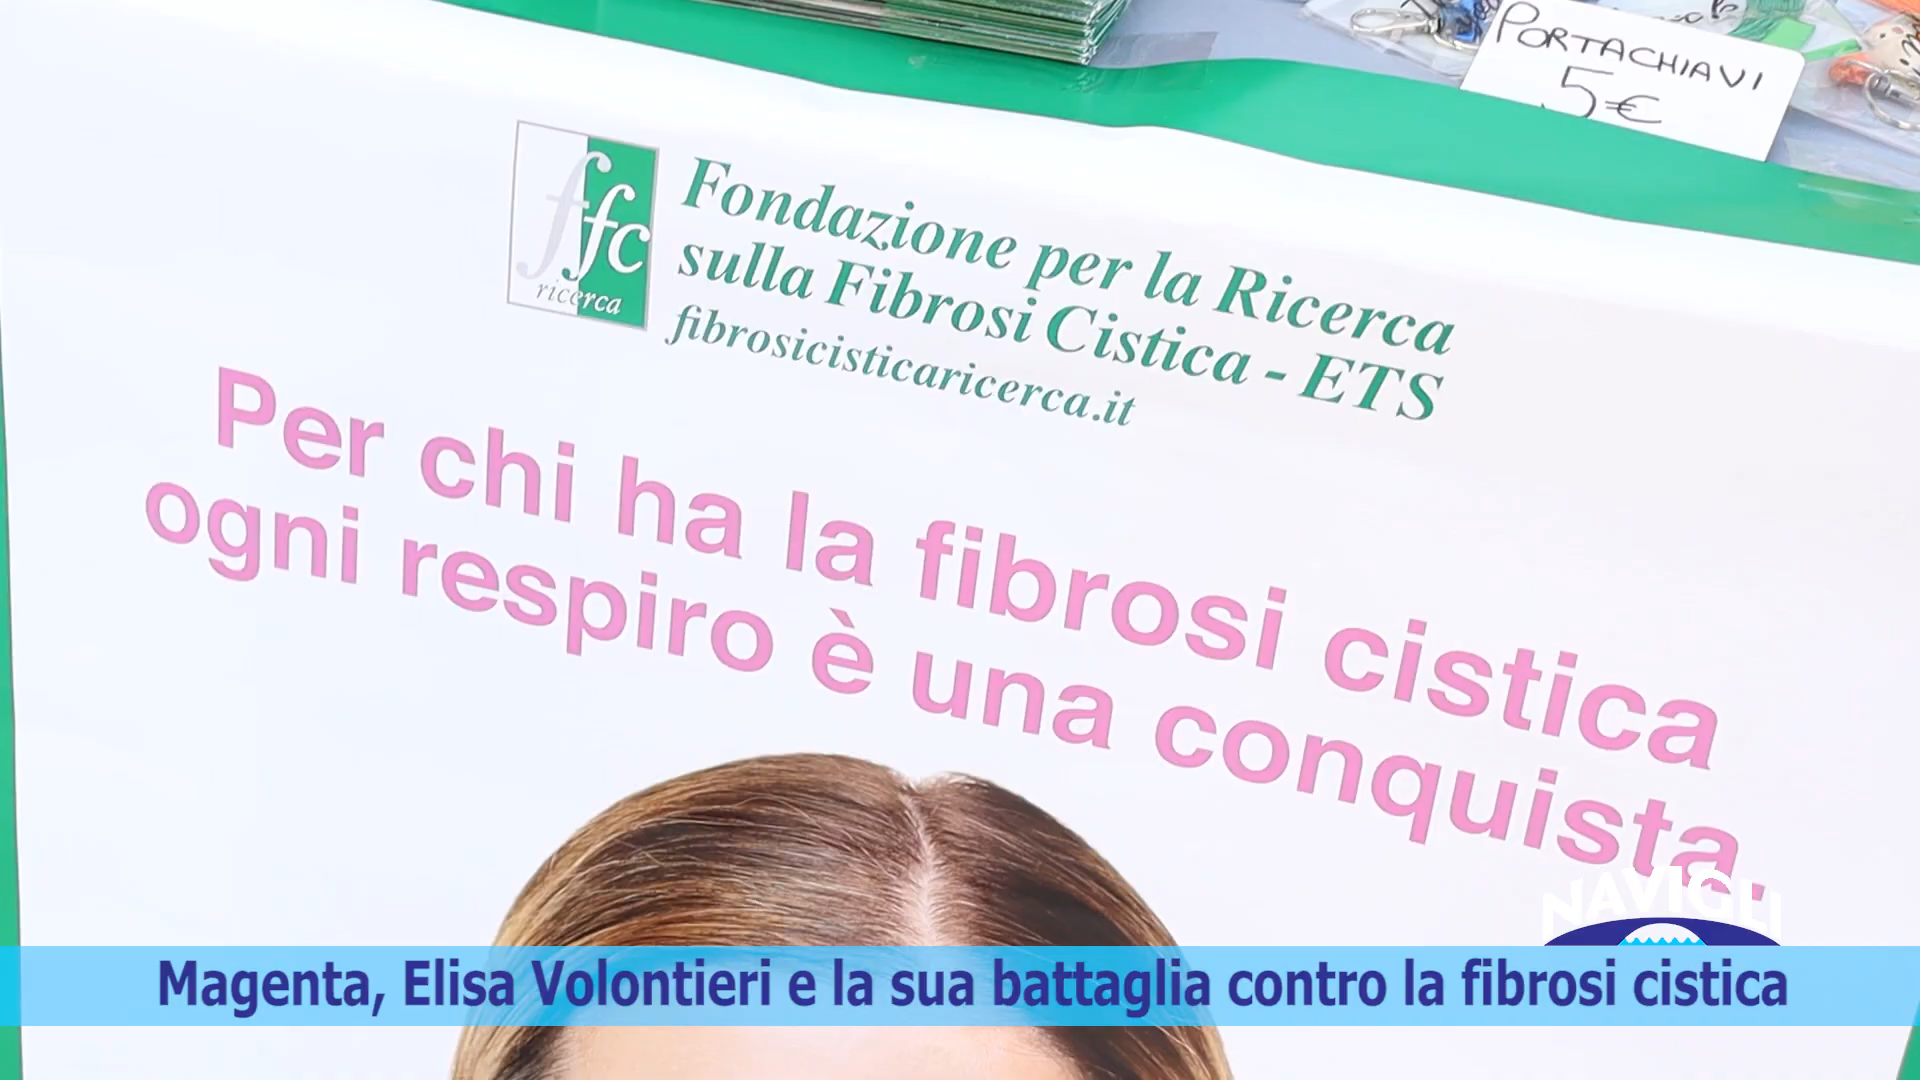 PORTACHIAVI
5€
ffc
ricerca
Fondazione per la Ricerca
sulla Fibrosi Cistica - ETS
fibrosicisticaricerca.it
Per chi ha la fibrosi cistica
ogni respiro è una conquista.
NAVIGLI
Magenta, Elisa Volontieri e la sua battaglia contro la fibrosi cistica